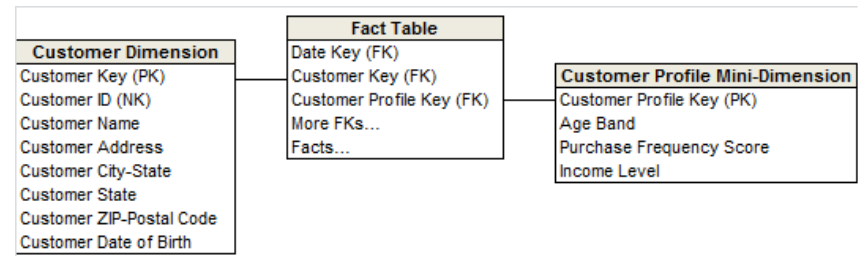 Customer Dimension
Customer Key (PK)
Customer ID (NK)
Customer Name
Customer Address
Customer City-State
Customer State
Customer ZIP-Postal Code
Customer Date of Birth
Fact Table
Date Key (FK)
Customer Key (FK)
Customer Profile Key (FK)
More FKs...
Facts...
Customer Profile Mini-Dimension
Customer Profile Key (PK)
Age Band
Purchase Frequency Score
Income Level